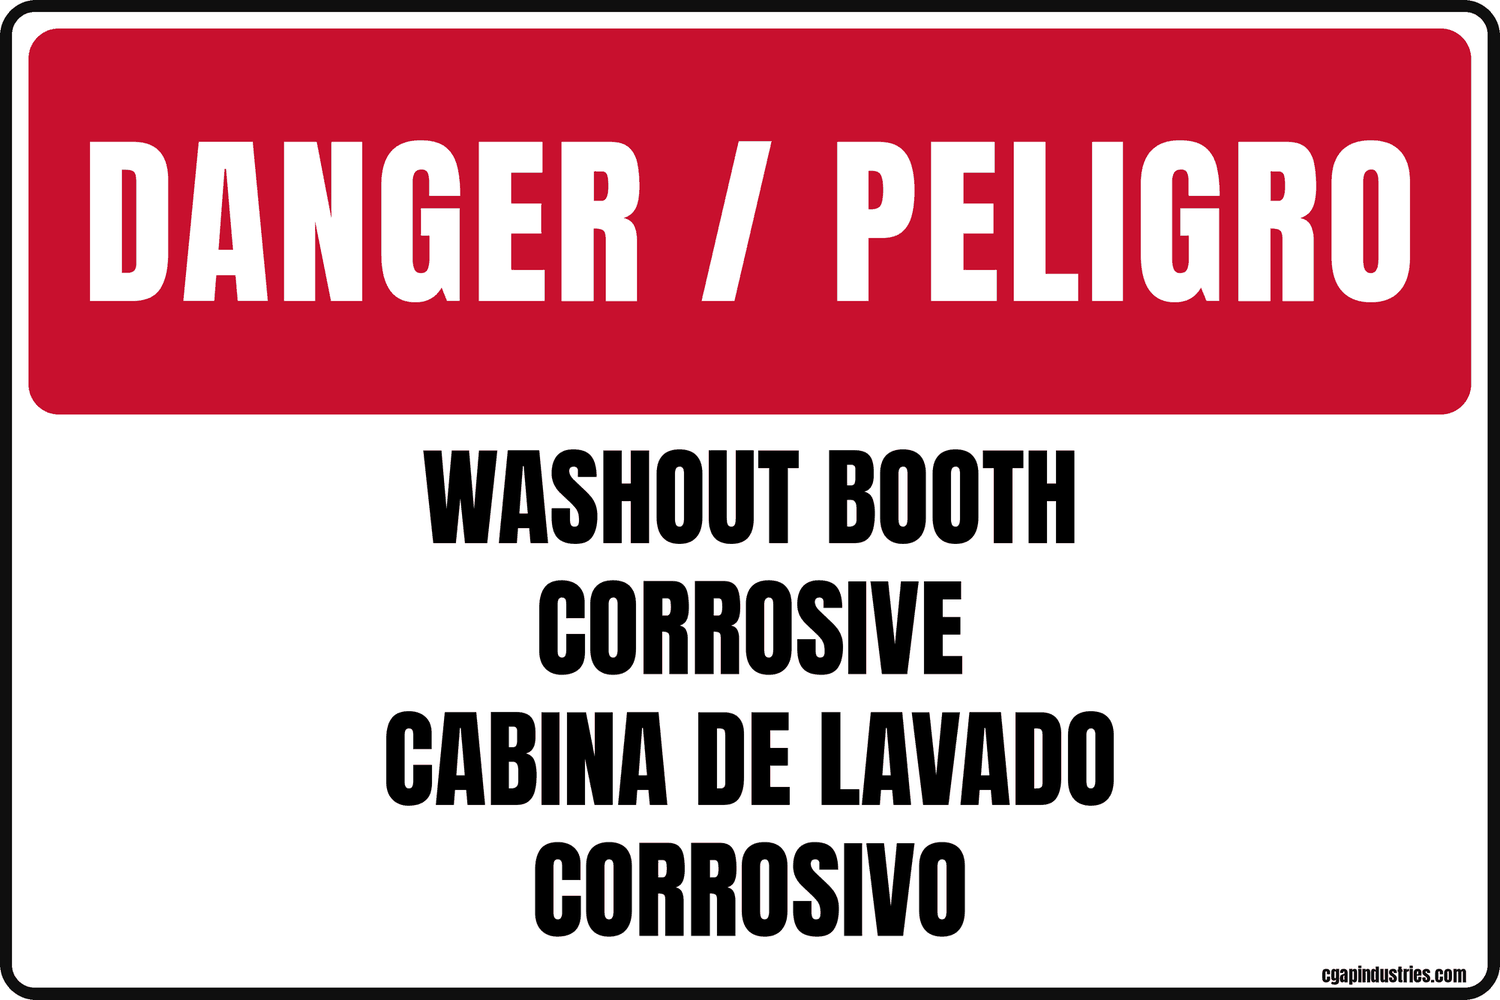 DANGER / PELIGRO
WASHOUT BOOTH
CORROSIVE
CABINA DE LAVADO
CORROSIVO
cgapindustries.com